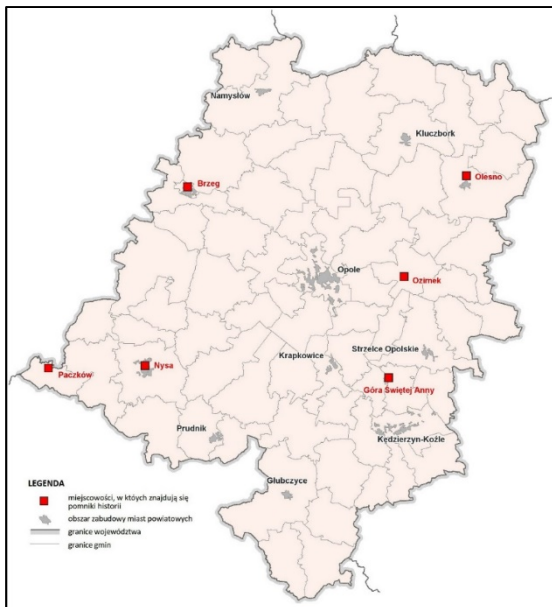 Namysłów
Kluczbork
Olesno
Brzeg
Opole
Ozimek
Strzelce Opolskie
Krapkowice
Nysa
Paczków
Góra Świętej Anny
Prudnik
Kędzierzyn-Koźle
Głubczyce
LEGENDA
miejscowości, w których znajdują się
pomniki historii
obszar zabudowy miast powiatowych
granice województwa
granice gmin